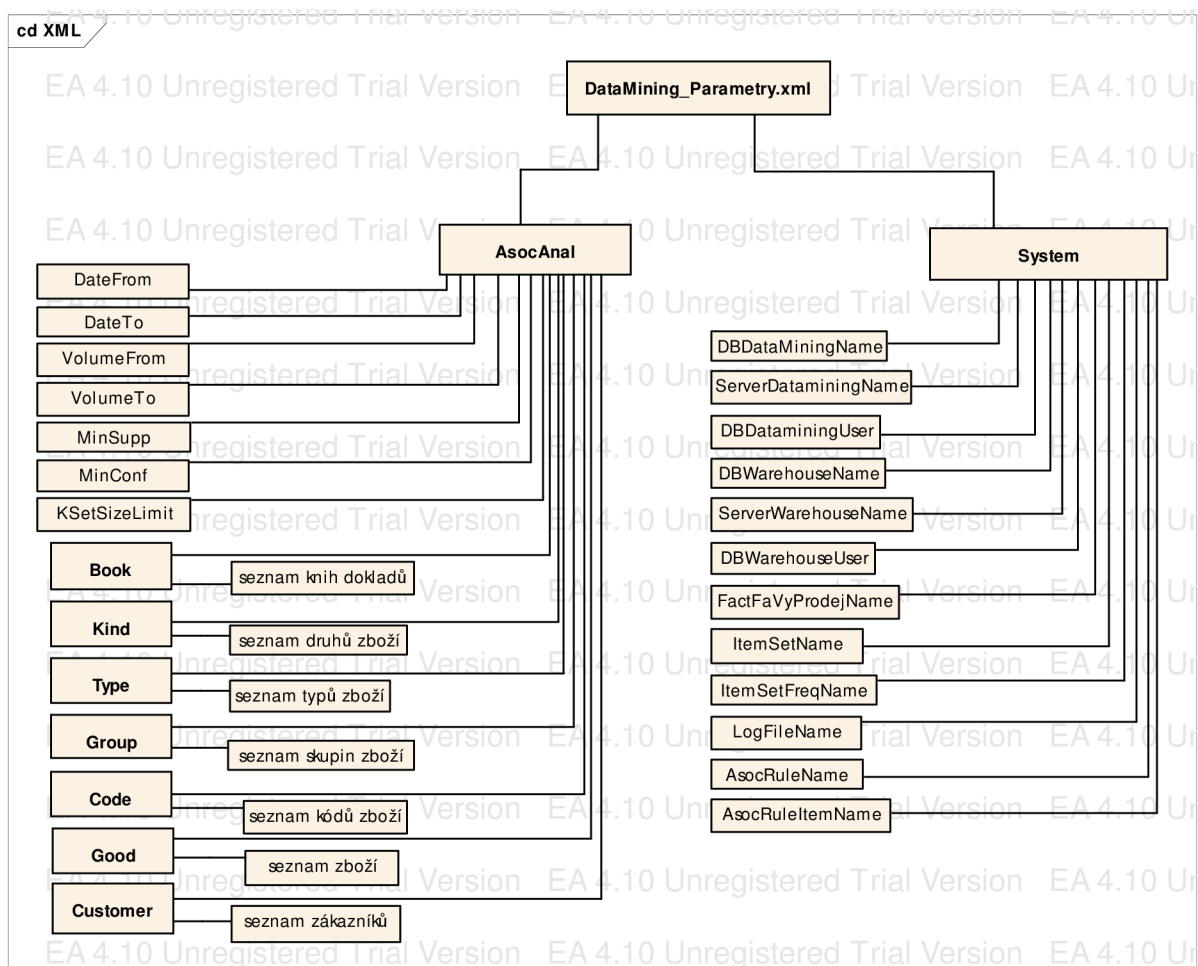 cd XML
DataMining_Parametry.xml
AsocAnal
System
DateFrom
DateTo
VolumeFrom
VolumeTo
MinSupp
MinConf
KSetSizeLimit
Book
seznam knih dokladů
Kind
seznam druhů zboží
Type
seznam typů zboží
Group
seznam skupin zboží
Code
seznam kódů zboží
Good
seznam zboží
Customer
seznam zákazníků
DBDataMiningName
ServerDataminingName
DBDataminingUser
DBWarehouseName
ServerWarehouseName
DBWarehouseUser
FactFaVyProdejName
ItemSetName
ItemSetFreqName
LogFileName
AsocRuleName
AsocRuleItemName
EA 4.10 Unregistered Trial Version